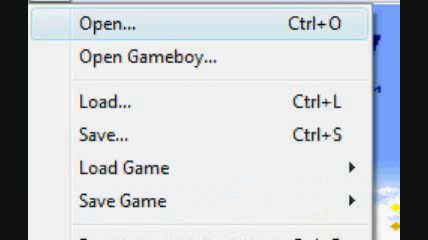 Open... Ctrl+O
Open Gameboy...
Load... Ctrl+L
Save... Ctrl+S
Load Game
Save Game